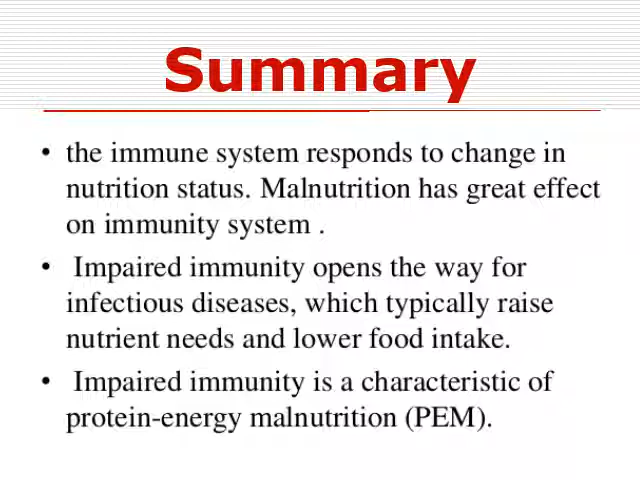 Summary
• the immune system responds to change in
nutrition status. Malnutrition has great effect
on immunity system .
• Impaired immunity opens the way for
infectious diseases, which typically raise
nutrient needs and lower food intake.
• Impaired immunity is a characteristic of
protein-energy malnutrition (PEM).